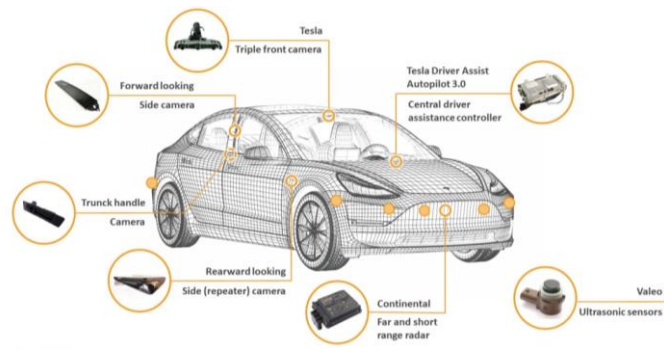 Tesla
Triple front camera
Forward looking
Side camera
Tesla Driver Assist
Autopilot 3.0
Central driver
assistance controller
Trunck handle
Camera
Rearward looking
Side (repeater) camera
Continental
Far and short
range radar
Valeo
Ultrasonic sensors